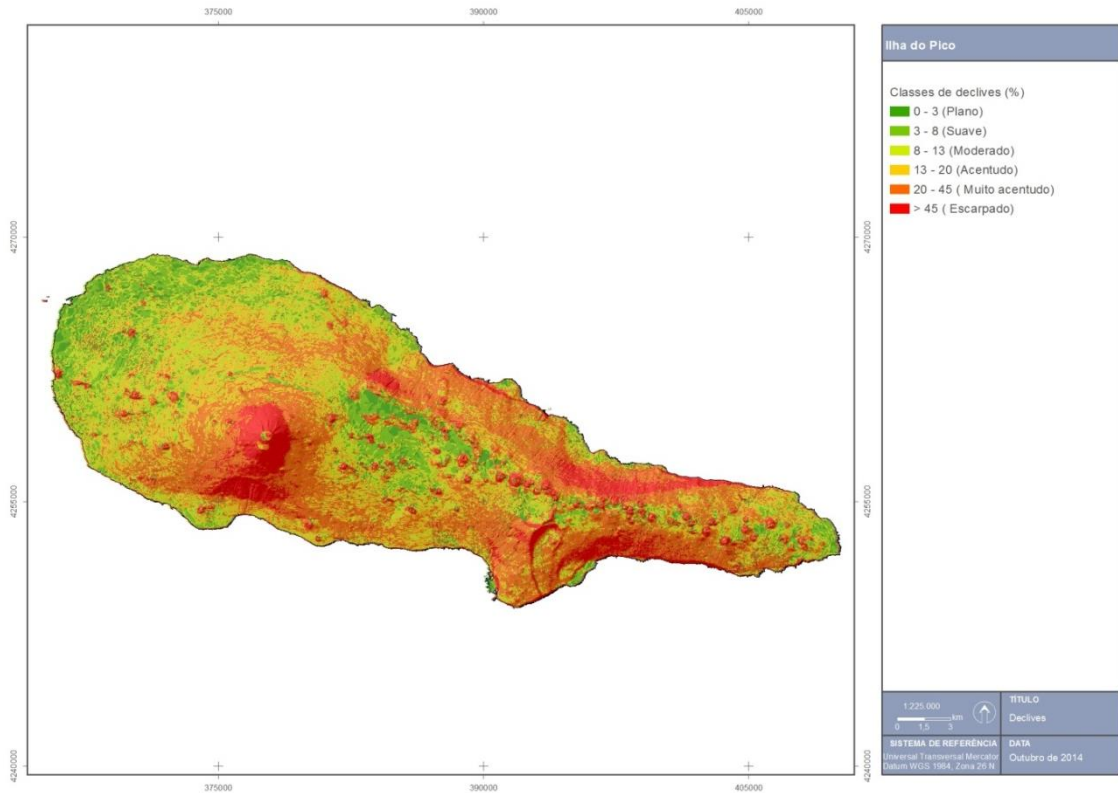 375000
390000
405000
Ilha do Pico
Classes de declives (%)
0 - 3 (Plano)
3 - 8 (Suave)
8 - 13 (Moderado)
13 - 20 (Acentudo)
20 - 45 ( Muito acentudo)
> 45 ( Escarpado)
4270000
4270000
4255000
4255000
4240000
4240000
1:225.000
km
0 1,5 3
TÍTULO
Declives
SISTEMA DE REFERÊNCIA
Universal Transversal Mercator
Datum WGS 1984, Zona 26 N
DATA
Outubro de 2014
375000
390000
405000